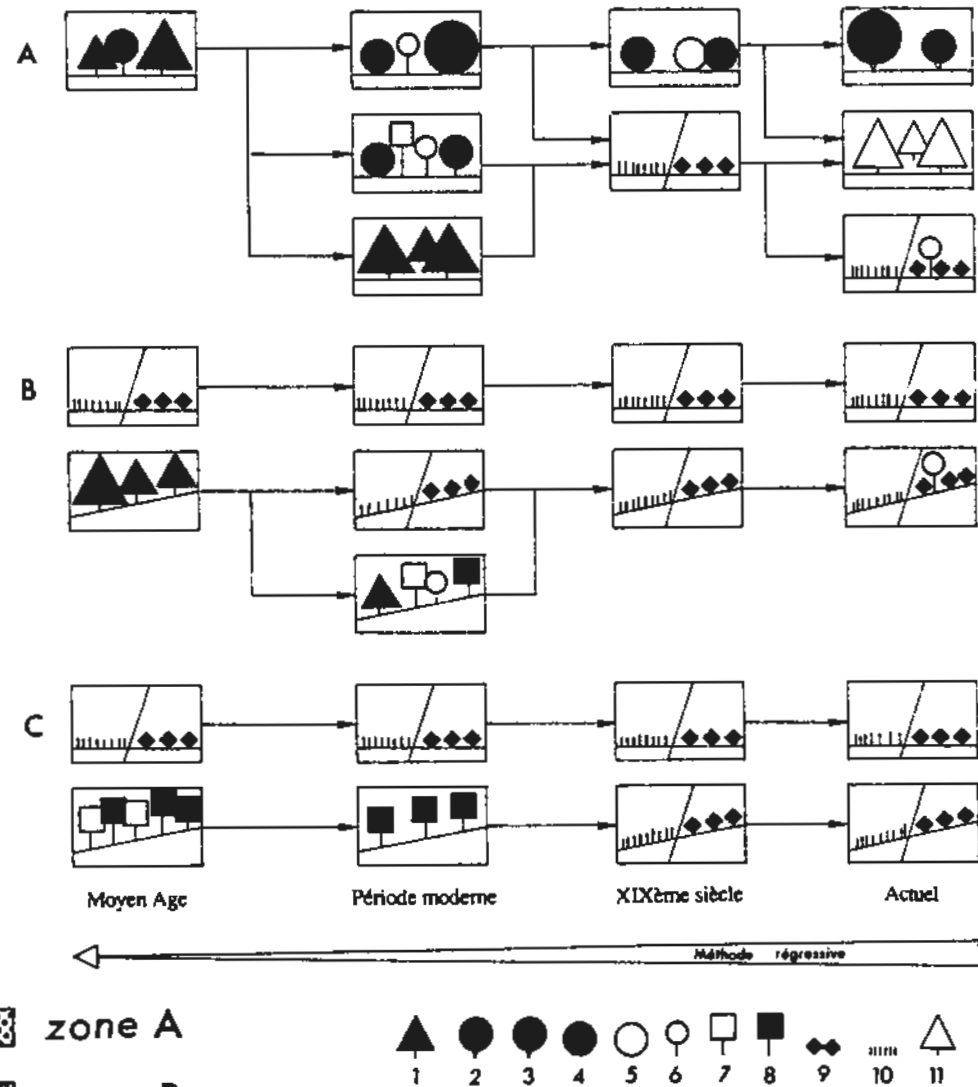 A
B
C
Moyen Age Période moderne XIXème siècle Actuel
Méthode régressive
zone A
1 2 3 4 5 6 7 8 9 10 11